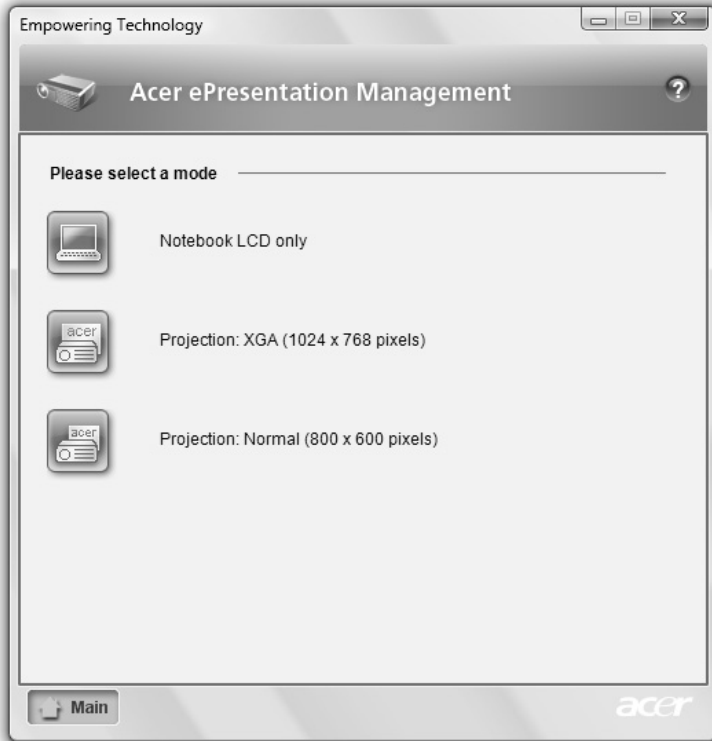 Empowering Technology
Acer ePresentation Management
?
Please select a mode
Notebook LCD only
acer
Projection: XGA (1024 x 768 pixels)
acer
Projection: Normal (800 x 600 pixels)
Main
acer